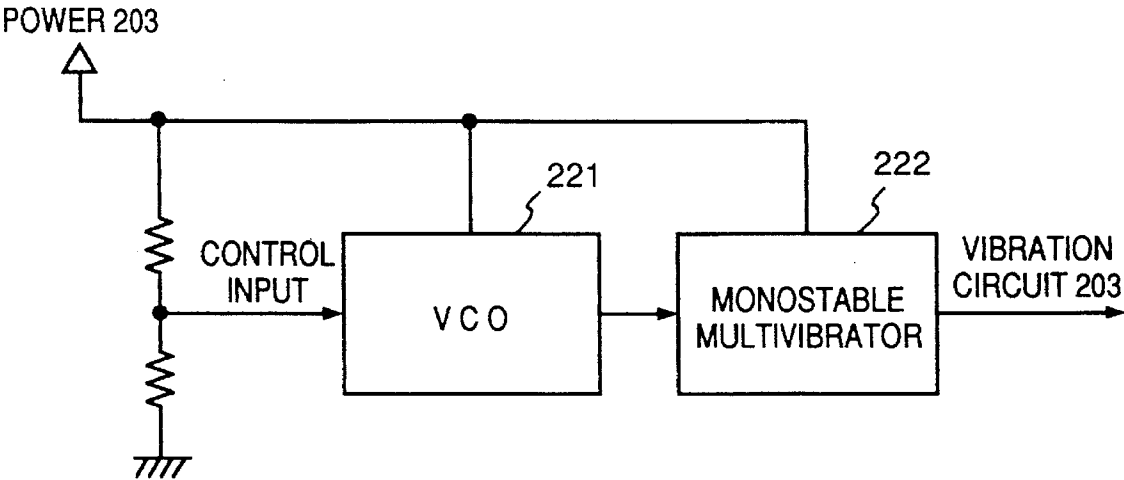 POWER 203
221
222
CONTROL
INPUT
VCO
MONOSTABLE
MULTIVIBRATOR
VIBRATION
CIRCUIT 203